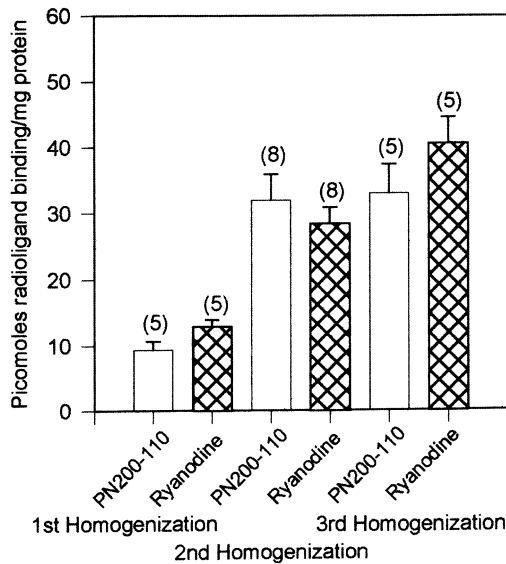 Picomoles radioligand binding/mg protein
60
50
40
30
20
10
0
(5)
(5)
(8)
(8)
(5)
(5)
PN200-110
Ryanodine
PN200-110
Ryanodine
PN200-110
Ryanodine
1st Homogenization
2nd Homogenization
3rd Homogenization